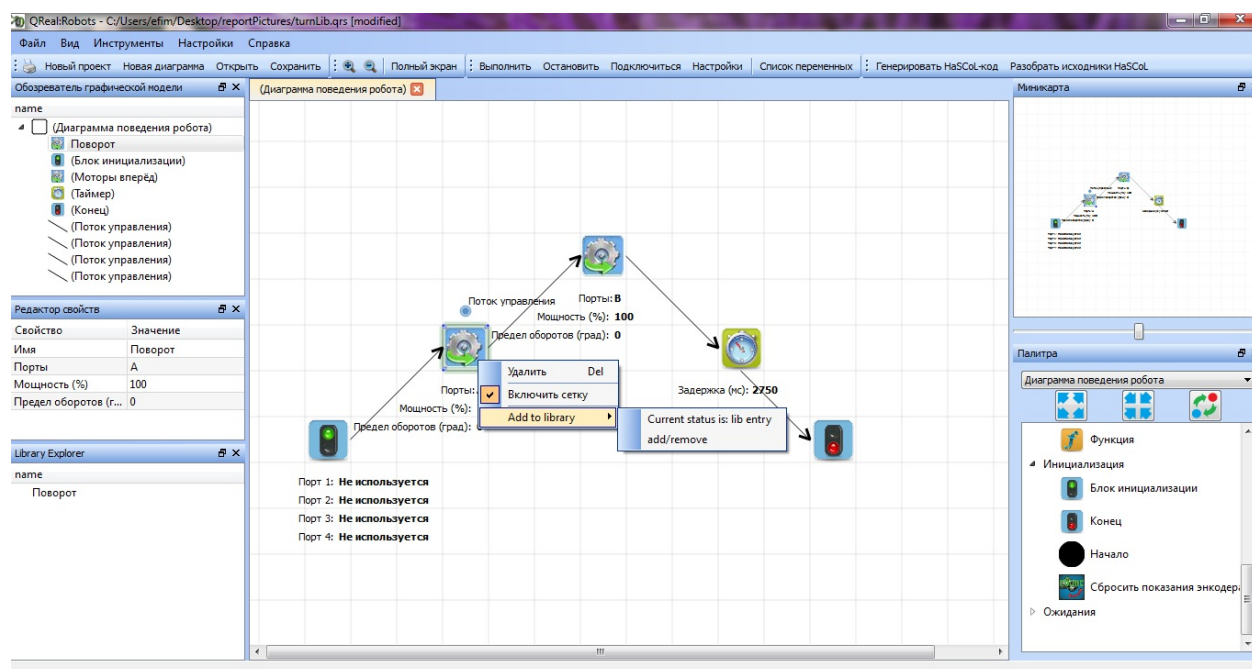 QReal:Robots - C:/Users/efim/Desktop/reportPictures/turnLib.qrs [modified]
Файл Вид Инструменты Настройки Справка
Новый проект Новая диаграмма Открыть Сохранить Полный экран Выполнить Остановить Подключиться Настройки Список переменных Генерировать HaSCoL-код Разобрать исходники HaSCoL
Обозреватель графической модели
name
(Диаграмма поведения робота)
Поворот
(Блок инициализации)
(Моторы вперёд)
(Таймер)
(Конец)
(Поток управления)
(Поток управления)
(Поток управления)
(Поток управления)
Редактор свойств
Свойство Значение
Имя Поворот
Порты A
Мощность (%) 100
Предел оборотов (г... 0
Library Explorer
name
Поворот
(Диаграмма поведения робота)
Поток управления
Порты: B
Мощность (%): 100
Предел оборотов (град): 0
Порты:
Мощность (%):
Предел оборотов (град):
Удалить Del
Включить сетку
Add to library
Current status is: lib entry
add/remove
Задержка (мс): 2750
Порт 1: Не используется
Порт 2: Не используется
Порт 3: Не используется
Порт 4: Не используется
Миникарта
Палитра
Диаграмма поведения робота
Функция
Инициализация
Блок инициализации
Конец
Начало
Сбросить показания энкодера
Ожидания